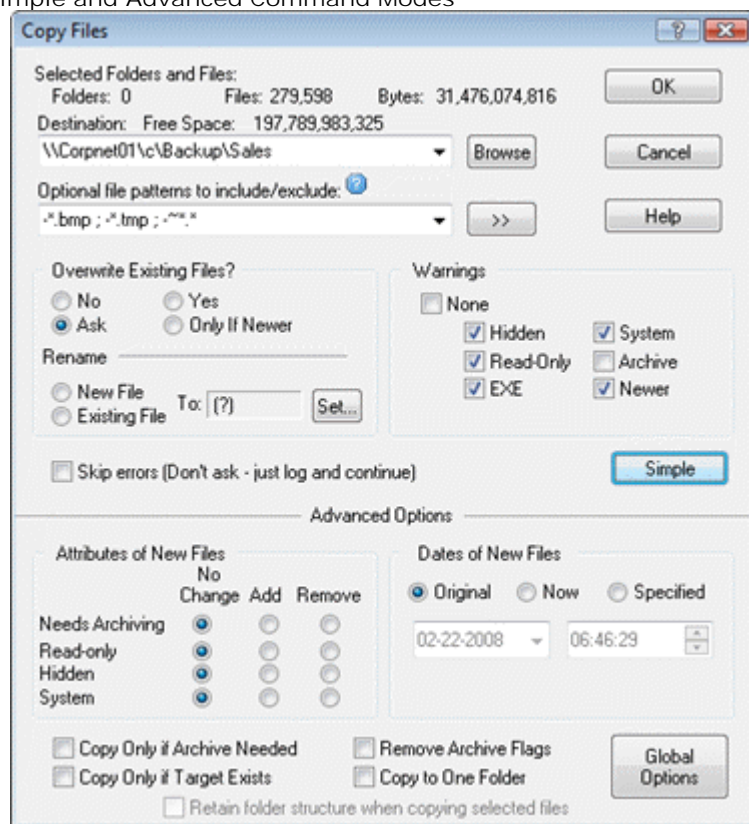 imple and Advanced Command Modes
Copy Files
Selected Folders and Files:
Folders: 0 Files: 279,598 Bytes: 31,476,074,816
OK
Destination: Free Space: 197,789,983,325
\\Corpnet01\c\Backup\Sales
Browse
Cancel
Optional file patterns to include/exclude:
-*.bmp ; -*.tmp ; -~*.*
>>
Help
Overwrite Existing Files?
No Yes
Ask Only If Newer
Rename
New File
Existing File
To: (?)
Set...
Warnings
None
Hidden System
Read-Only Archive
EXE Newer
Skip errors (Don't ask - just log and continue)
Simple
Advanced Options
Attributes of New Files
No
Change Add Remove
Needs Archiving
Read-only
Hidden
System
Dates of New Files
Original Now Specified
02-22-2008 06:46:29
Copy Only if Archive Needed Remove Archive Flags
Copy Only if Target Exists Copy to One Folder
Global
Options
Retain folder structure when copying selected files